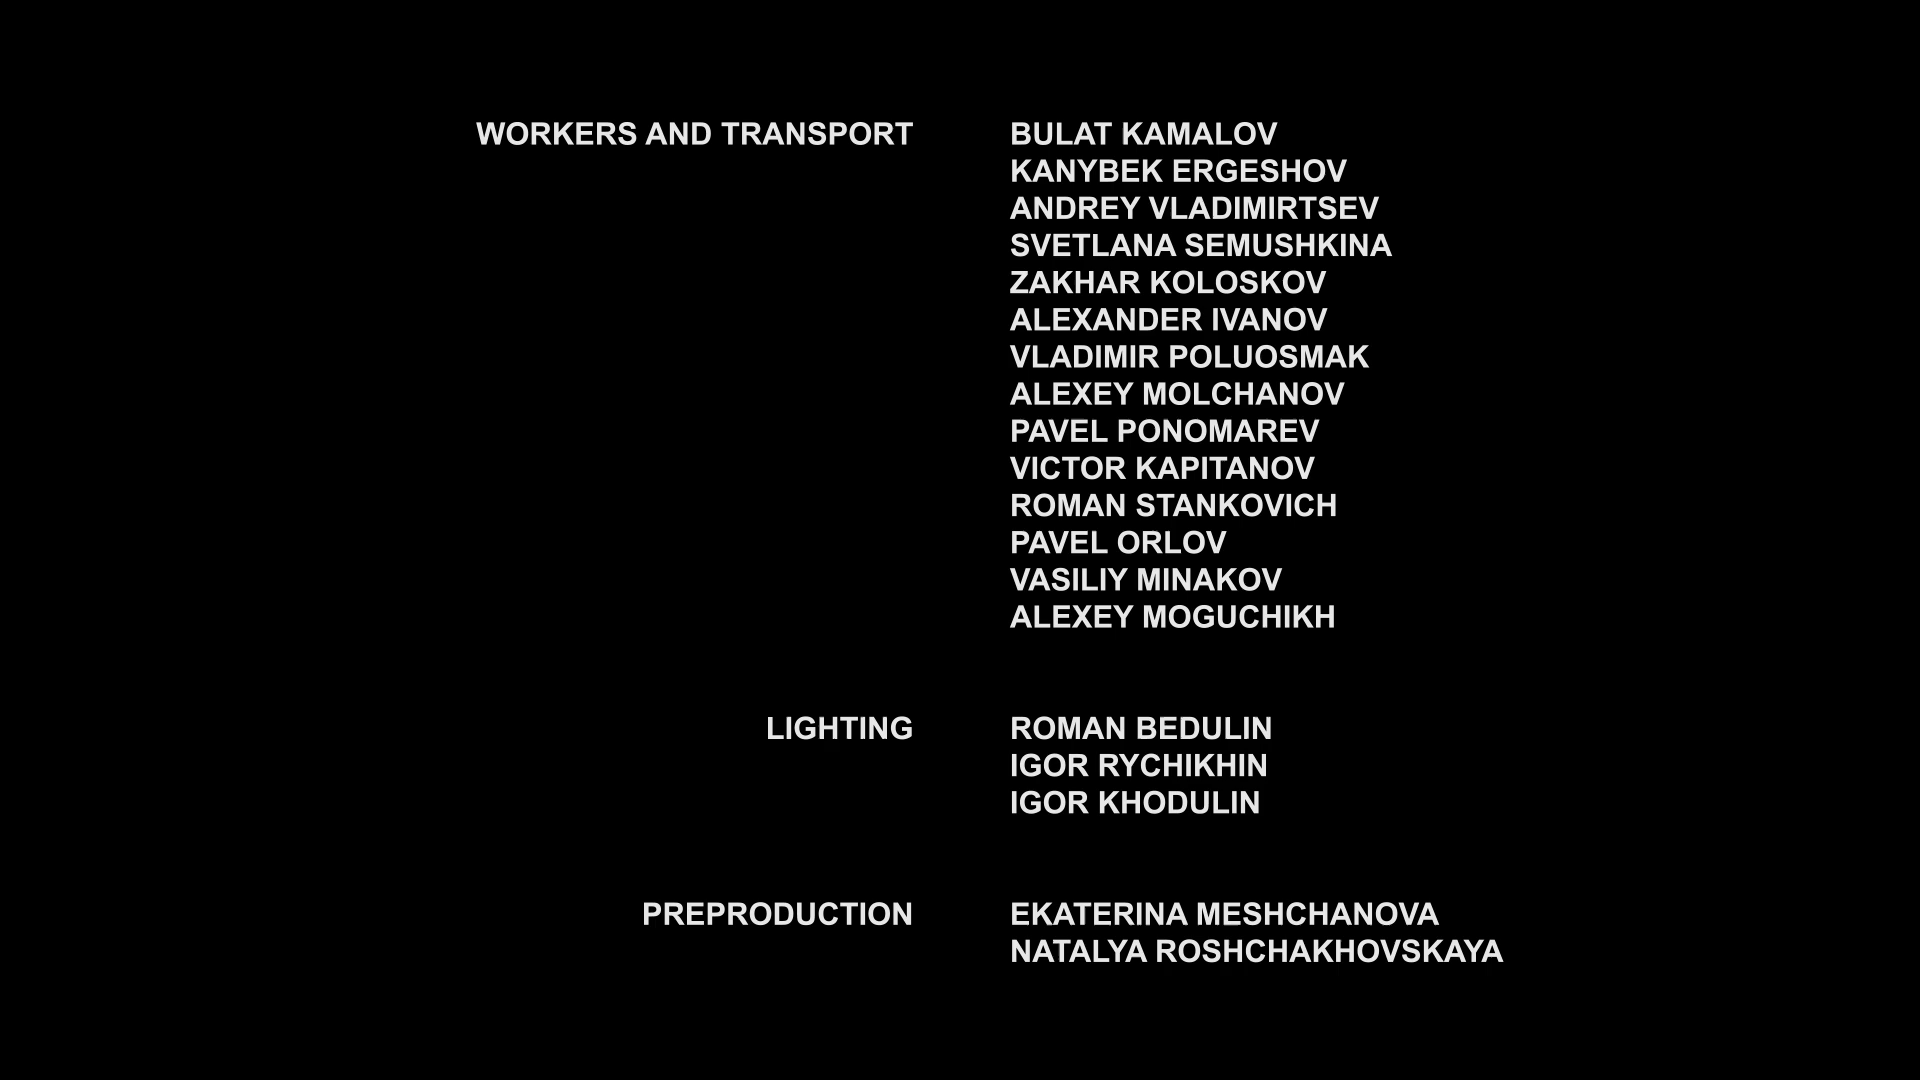 WORKERS AND TRANSPORT BULAT KAMALOV
KANYBEK ERGESHOV
ANDREY VLADIMIRTSEV
SVETLANA SEMUSHKINA
ZAKHAR KOLOSKOV
ALEXANDER IVANOV
VLADIMIR POLUOSMAK
ALEXEY MOLCHANOV
PAVEL PONOMAREV
VICTOR KAPITANOV
ROMAN STANKOVICH
PAVEL ORLOV
VASILIY MINAKOV
ALEXEY MOGUCHIKH
LIGHTING ROMAN BEDULIN
IGOR RYCHIKHIN
IGOR KHODULIN
PREPRODUCTION EKATERINA MESHCHANOVA
NATALYA ROSHCHAKHOVSKAYA